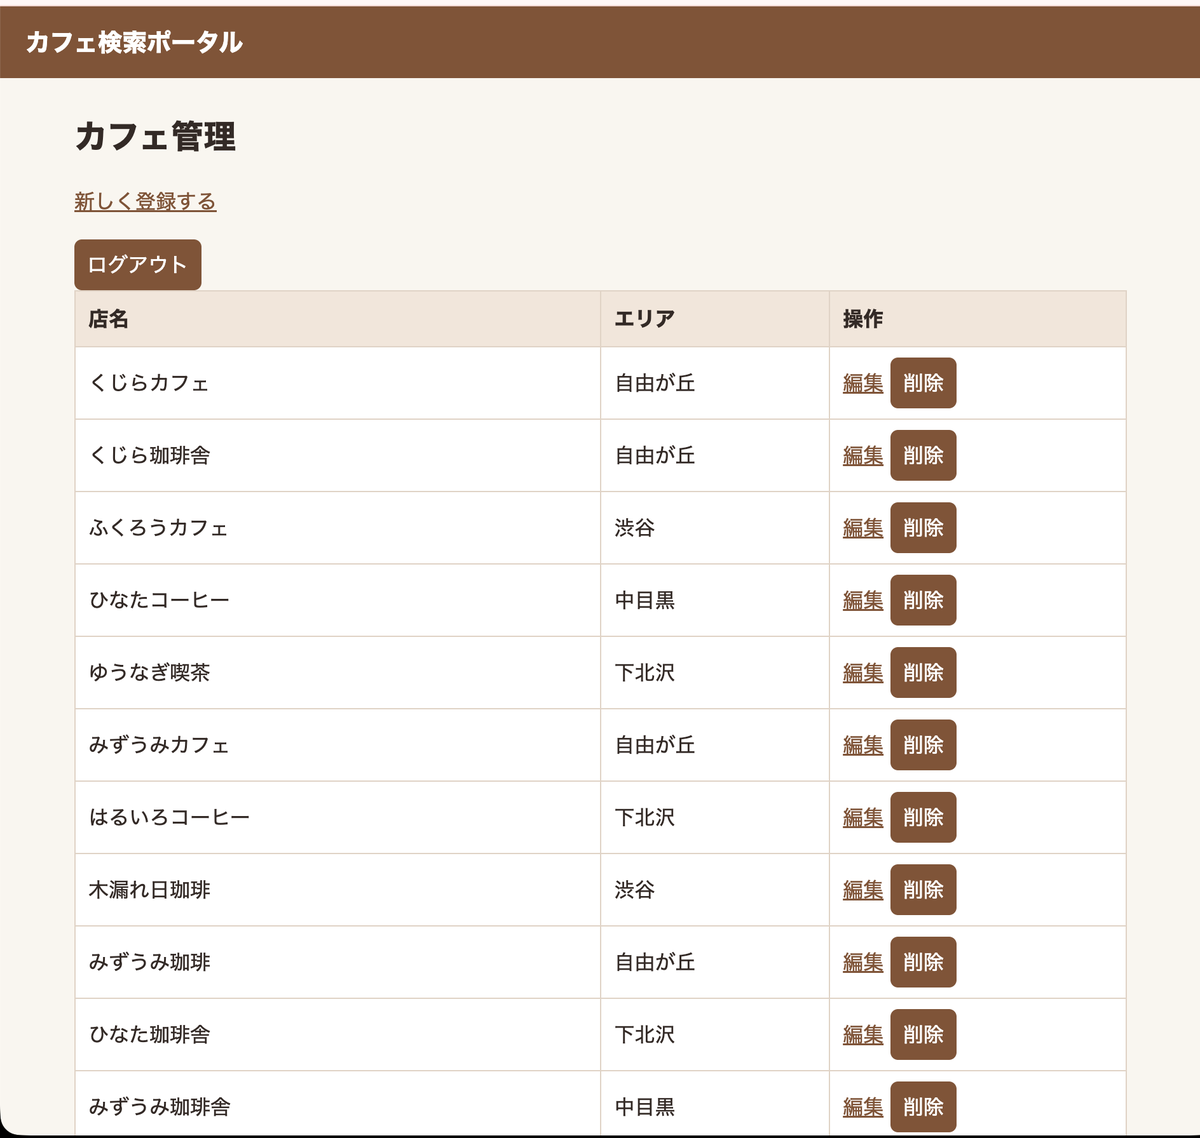 カフェ検索ポータル
カフェ管理
新しく登録する
ログアウト
店名 エリア 操作
くじらカフェ 自由が丘 編集 削除
くじら珈琲舎 自由が丘 編集 削除
ふくろうカフェ 渋谷 編集 削除
ひなたコーヒー 中目黒 編集 削除
ゆうなぎ喫茶 下北沢 編集 削除
みずうみカフェ 自由が丘 編集 削除
はるいろコーヒー 下北沢 編集 削除
木漏れ日珈琲 渋谷 編集 削除
みずうみ珈琲 自由が丘 編集 削除
ひなた珈琲舎 下北沢 編集 削除
みずうみ珈琲舎 中目黒 編集 削除